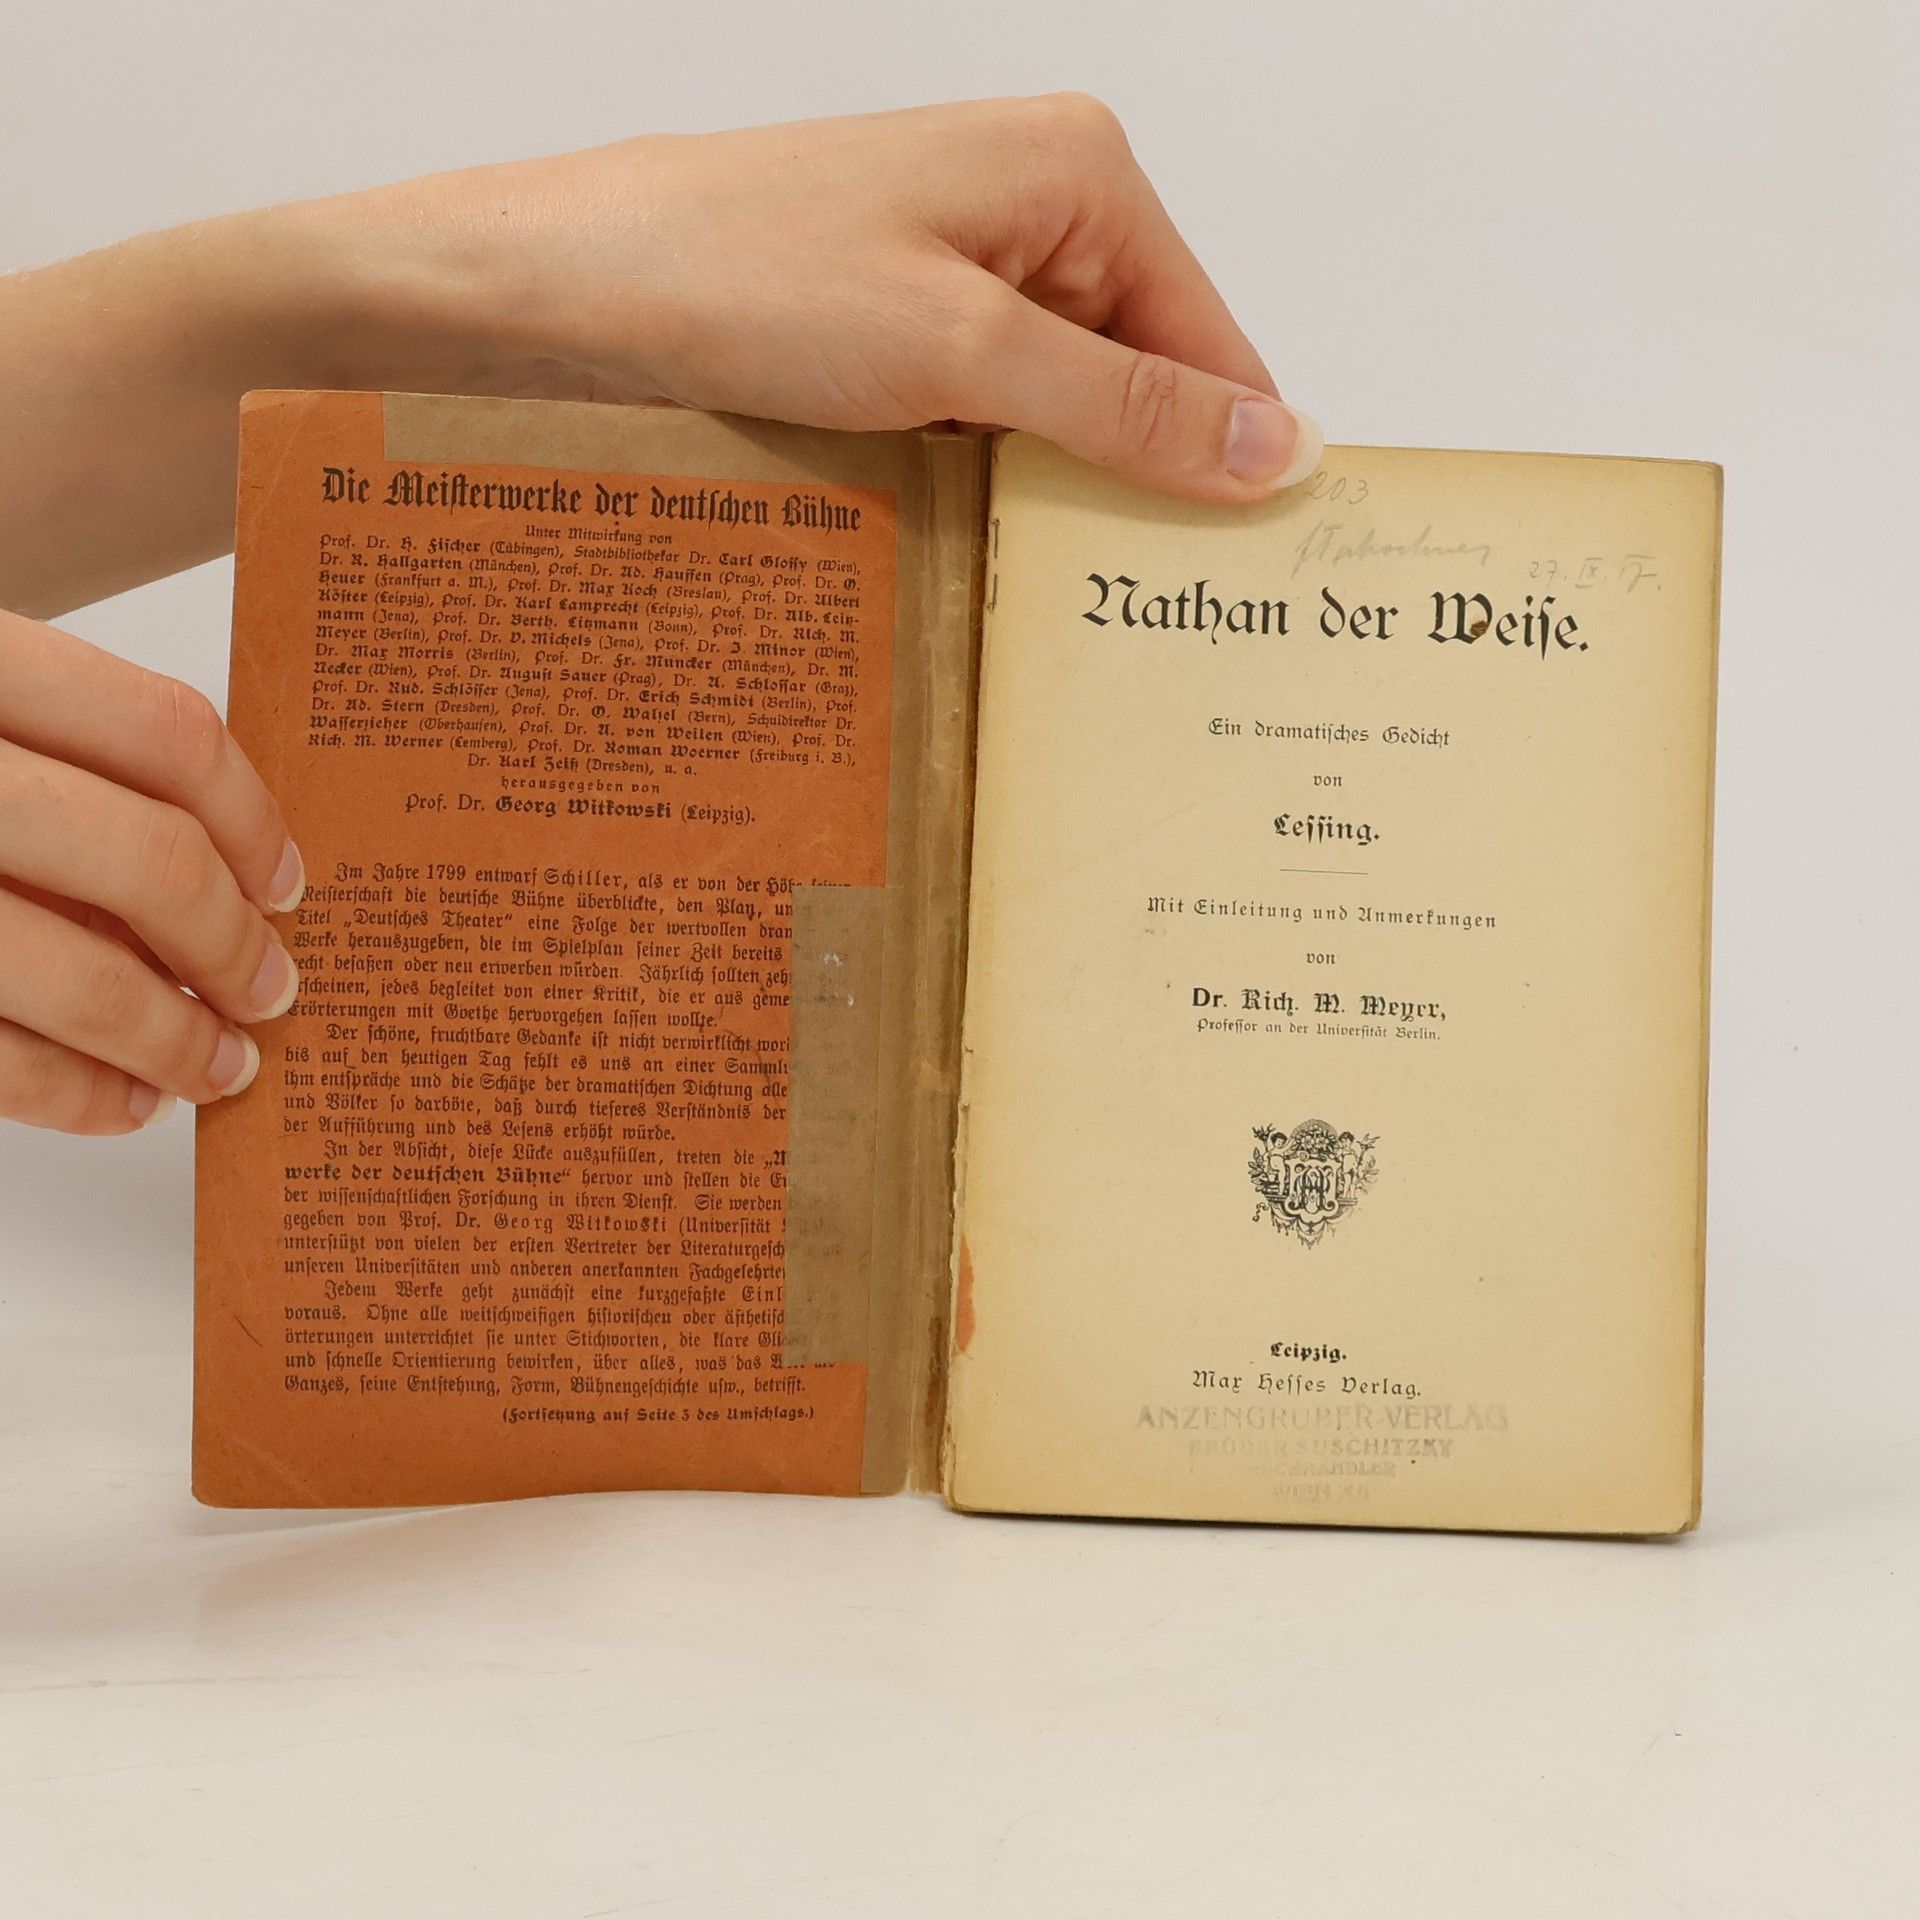 Die Meisterwerke der deutschen Bühne
Unter Mitwirkung von
Prof. Dr. H. Fischer (Tübingen), Stadtbibliothekar Dr. Carl Glossy (Wien),
Dr. R. Hallgarten (München), Prof. Dr. Ad. Hauffen (Prag), Prof. Dr. O.
Heuer (Frankfurt a. M.), Prof. Dr. Max Koch (Breslau), Prof. Dr. Albert
Köster (Leipzig), Prof. Dr. Karl Lamprecht (Leipzig), Prof. Dr. Alb. Leitz-
mann (Jena), Prof. Dr. Berth. Litzmann (Bonn), Prof. Dr. Rich. M.
Meyer (Berlin), Prof. Dr. V. Michels (Jena), Prof. Dr. J. Minor (Wien),
Dr. Max Morris (Berlin), Prof. Dr. Fr. Muncker (München), Dr. M.
Necker (Wien), Prof. Dr. August Sauer (Prag), Dr. A. Schlossar (Graz),
Prof. Dr. Rud. Schlösser (Jena), Prof. Dr. Erich Schmidt (Berlin), Prof.
Dr. Ad. Stern (Dresden), Prof. Dr. O. Walzel (Bern), Schuldirektor Dr.
Wasserzieher (Oberhausen), Prof. Dr. A. von Weilen (Wien), Prof. Dr.
Rich. M. Werner (Lemberg), Prof. Dr. Roman Woerner (Freiburg i. B.),
Dr. Karl Zeiß (Dresden), u. a.
herausgegeben von
Prof. Dr. Georg Witkowski (Leipzig).
Im Jahre 1799 entwarf Schiller, als er von der Höhe seiner
Meisterschaft die deutsche Bühne überblickte, den Plan,
Titel „Deutsches Theater“ eine Folge der wertvollen
Werke herauszugeben, die im Spielplan seiner Zeit bereits
besaßen oder neu erwerben würden. Jährlich sollten
erscheinen, jedes begleitet von einer Kritik, die er aus
Erörterungen mit Goethe hervorgehen lassen wollte.
Der schöne, fruchtbare Gedanke ist nicht verwirklicht
bis auf den heutigen Tag fehlt es uns an einer
ihm entspräche und die Schätze der dramatischen Dichtung
und Völker so darböte, daß durch tieferes Verständnis der
der Aufführung und des Lesens erhöht würde.
In der Absicht, diese Lücke auszufüllen, treten die
werke der deutschen Bühne“ hervor und stellen die
der wissenschaftlichen Forschung in ihren Dienst. Sie werden
gegeben von Prof. Dr. Georg Witkowski (Universität
unterstützt von vielen der ersten Vertreter der
unseren Universitäten und anderen anerkannten
Jedem Werke geht zunächst eine kurzgefaßte
voraus. Ohne alle weitschweifigen historischen oder
örterungen unterrichtet sie unter Stichworten, die klare
und schnelle Orientierung bewirken, über alles, was das
Ganzes, seine Entstehung, Form, Bühnengeschichte usw., betrifft.
(Fortsetzung auf Seite 3 des Umschlags.)
203
27. IX. 17.
Nathan der Weise.
Ein dramatisches Gedicht
von
Lessing.
Mit Einleitung und Anmerkungen
von
Dr. Rich. M. Meyer,
Professor an der Universität Berlin.
Leipzig.
Max Hesses Verlag.
ANZENGRUBER-VERLAG
BRÜDER SUSCHITZKY